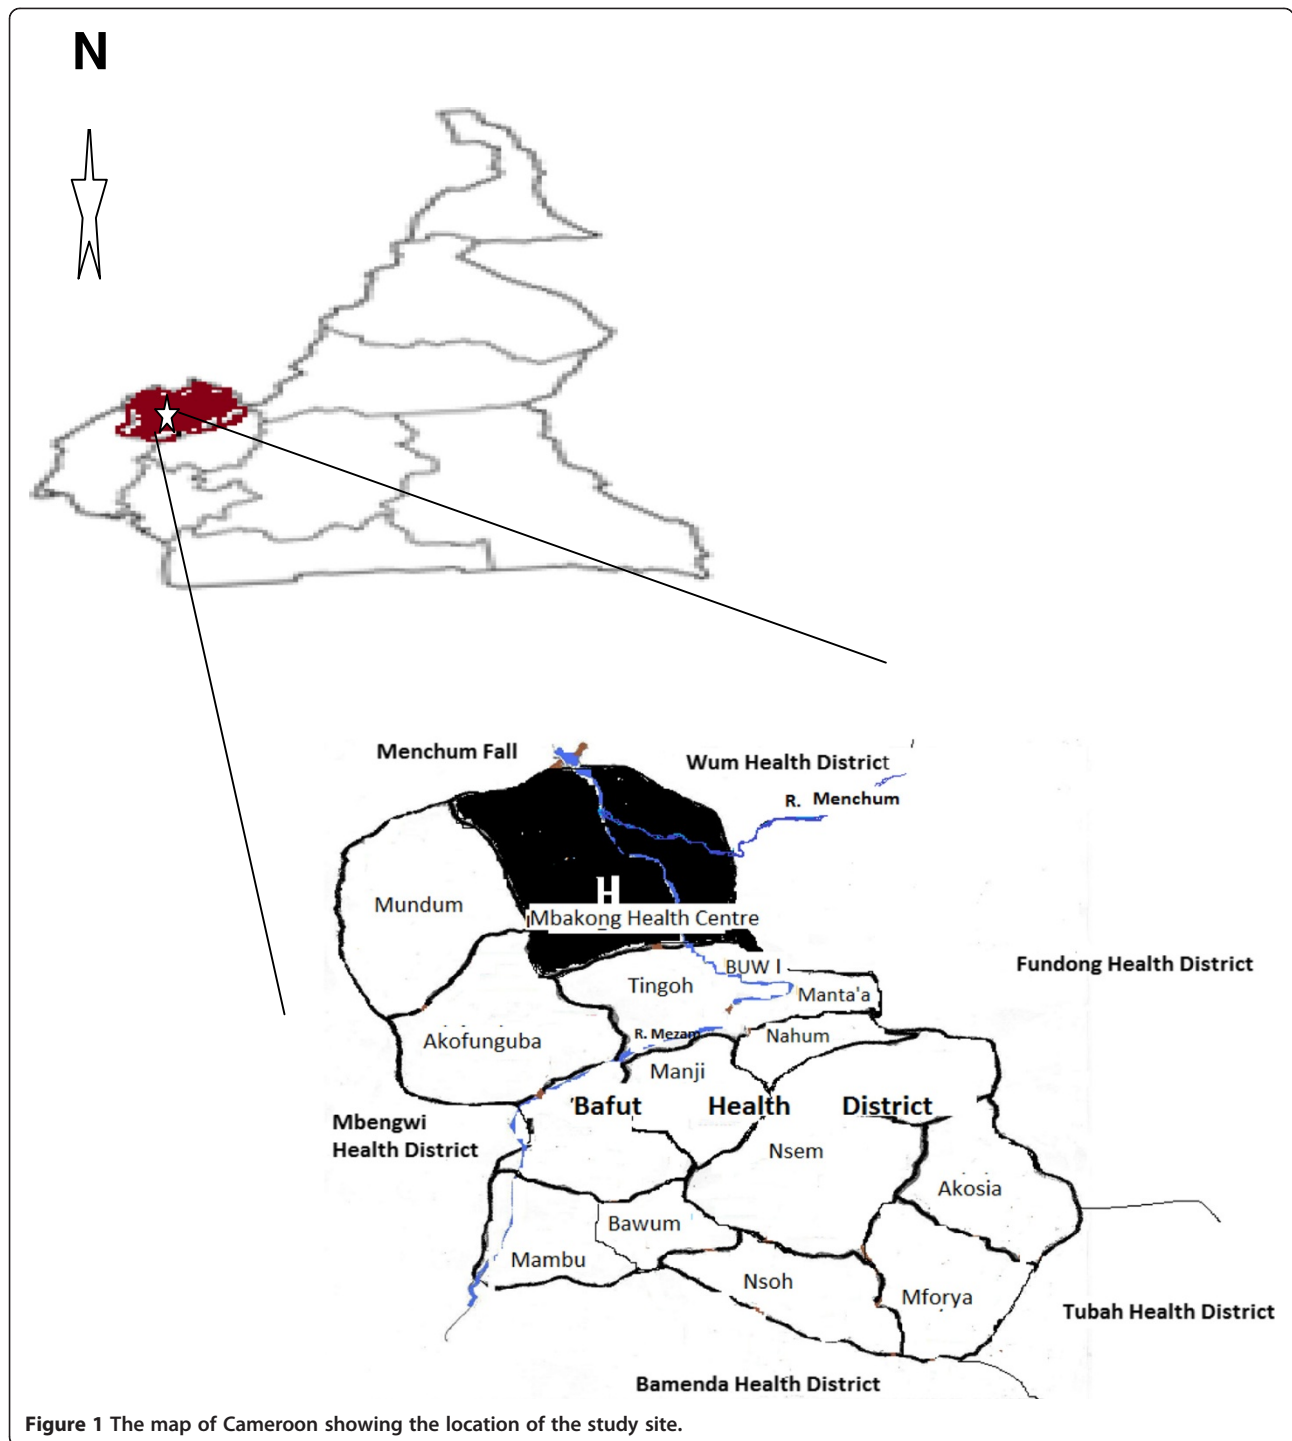 N
Menchum Fall
Wum Health District
R. Menchum
Mundum
H
Mbakong Health Centre
Fundong Health District
BUW I
Tingoh
Manta'a
R. Mezam
Nahum
Akofunguba
Manji
Bafut Health District
Mbengwi
Health District
Nsem
Akosia
Bawum
Mambu
Nsoh
Mforya
Tubah Health District
Bamenda Health District
Figure 1 The map of Cameroon showing the location of the study site.